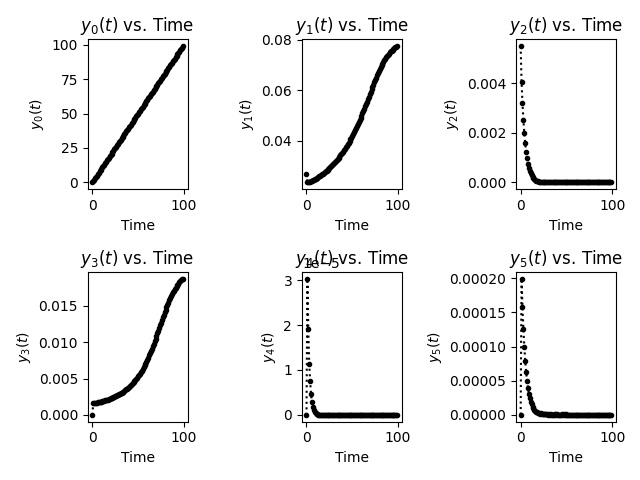 y₀(t) vs. Time
y₁(t) vs. Time
y₂(t) vs. Time
100
75
50
25
0
y₀(t)
0 100
Time
0.08
0.06
0.04
y₁(t)
0 100
Time
0.004
0.002
0.000
y₂(t)
0 100
Time
y₃(t) vs. Time
y₄(t) vs. Time
1e−5
y₅(t) vs. Time
0.015
0.010
0.005
0.000
y₃(t)
0 100
Time
3
2
1
0
y₄(t)
0 100
Time
0.00020
0.00015
0.00010
0.00005
0.00000
y₅(t)
0 100
Time